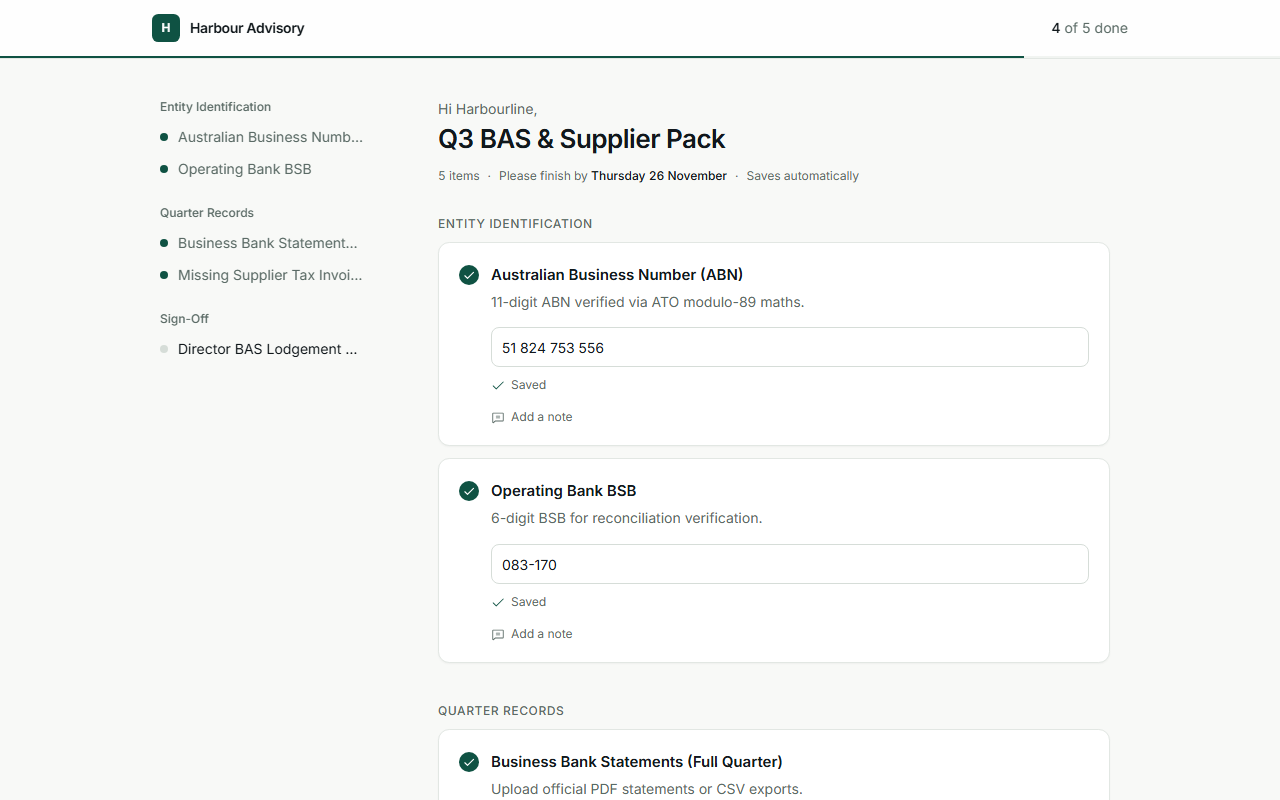 H
Harbour Advisory
4 of 5 done
Entity Identification
Australian Business Numb...
Operating Bank BSB
Quarter Records
Business Bank Statement...
Missing Supplier Tax Invoi...
Sign-Off
Director BAS Lodgement ...
Hi Harbourline,
Q3 BAS & Supplier Pack
5 items · Please finish by Thursday 26 November · Saves automatically
ENTITY IDENTIFICATION
Australian Business Number (ABN)
11-digit ABN verified via ATO modulo-89 maths.
51 824 753 556
Saved
Add a note
Operating Bank BSB
6-digit BSB for reconciliation verification.
083-170
Saved
Add a note
QUARTER RECORDS
Business Bank Statements (Full Quarter)
Upload official PDF statements or CSV exports.